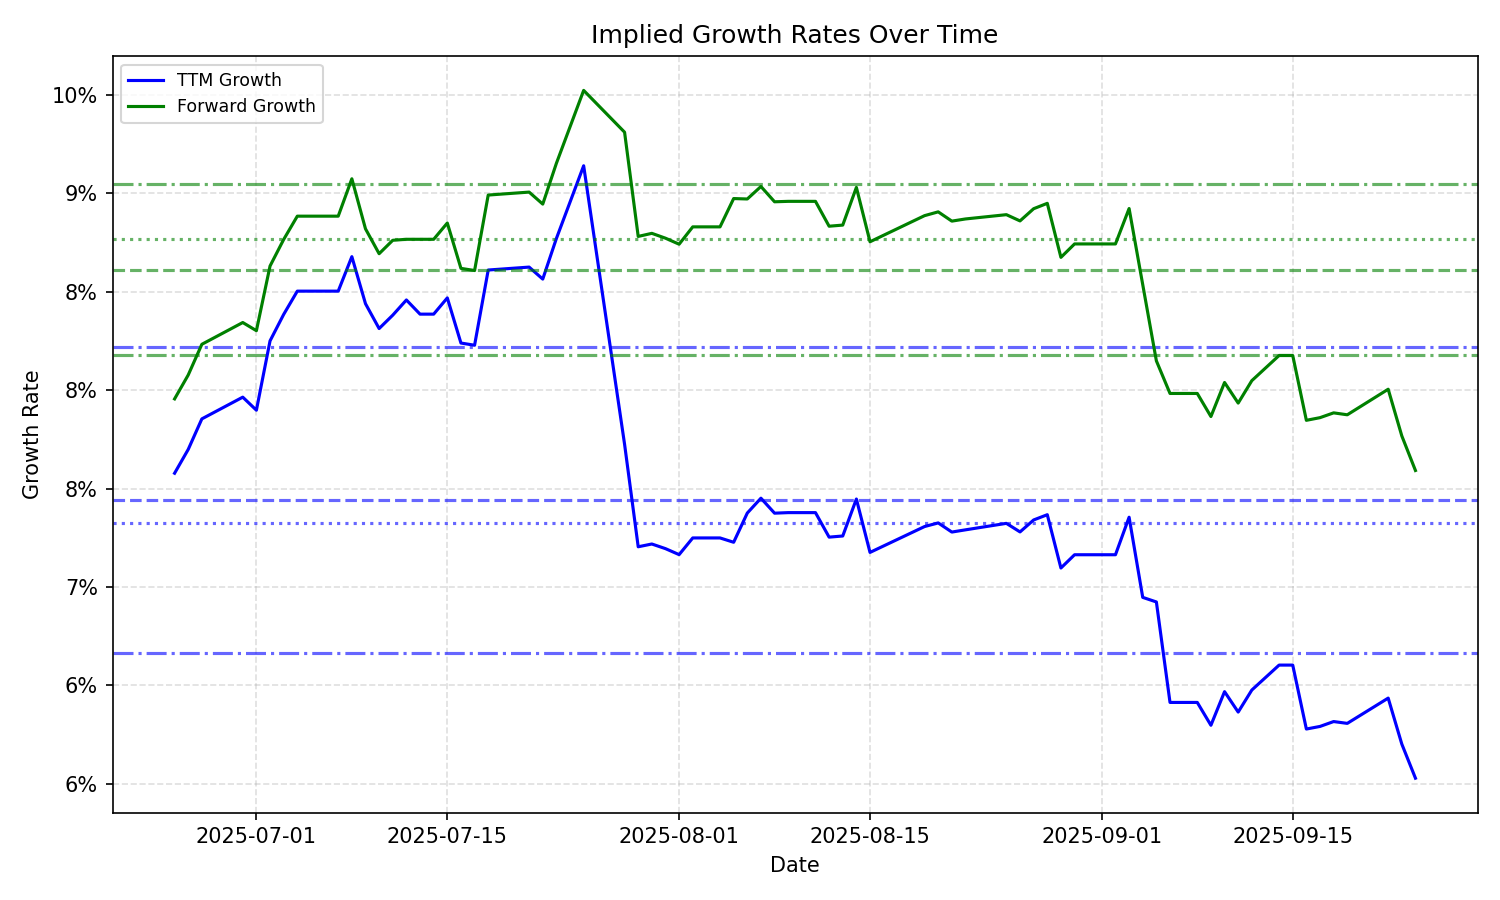 Implied Growth Rates Over Time
TTM Growth
Forward Growth
10%
9%
8%
8%
8%
7%
6%
6%
Growth Rate
2025-07-01
2025-07-15
2025-08-01
2025-08-15
2025-09-01
2025-09-15
Date